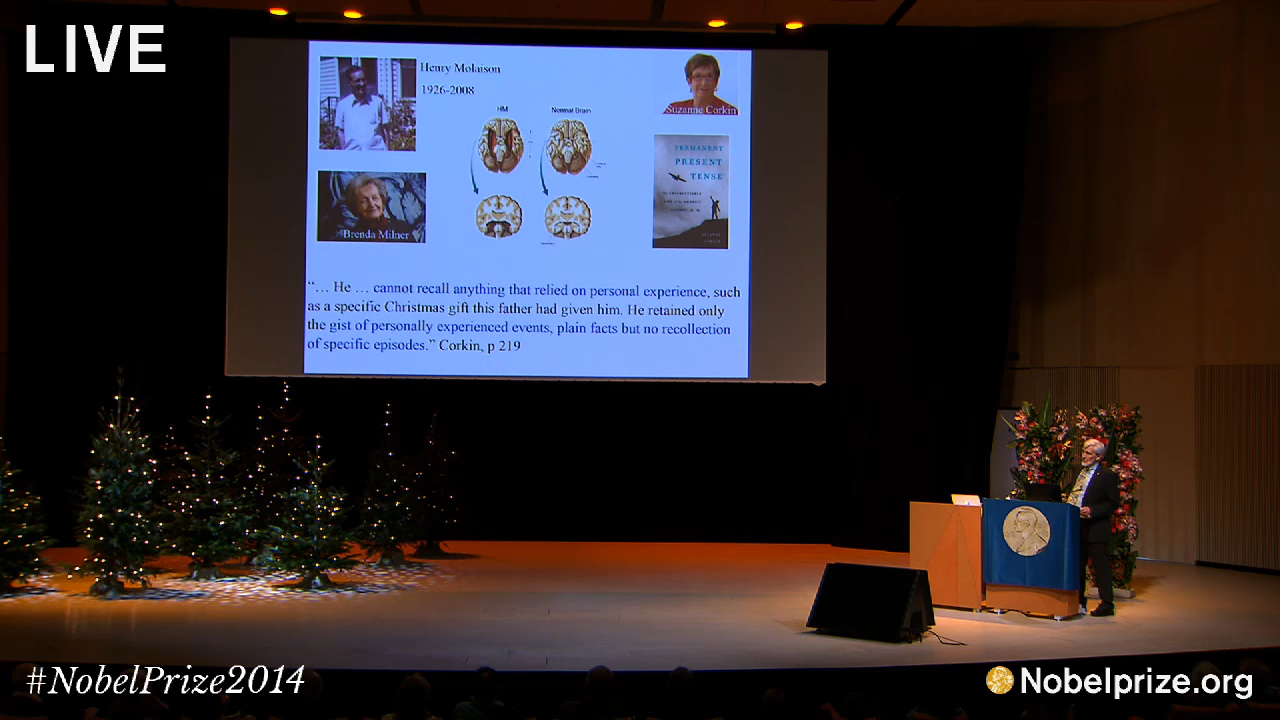 LIVE
Henry Molaison
1926-2008
HM
Normal Brain
Suzanne Corkin
PERMANENT
PRESENT
TENSE
Brenda Milner
“… He … cannot recall anything that relied on personal experience, such
as a specific Christmas gift this father had given him. He retained only
the gist of personally experienced events, plain facts but no recollection
of specific episodes.” Corkin, p 219
#NobelPrize2014
Nobelprize.org